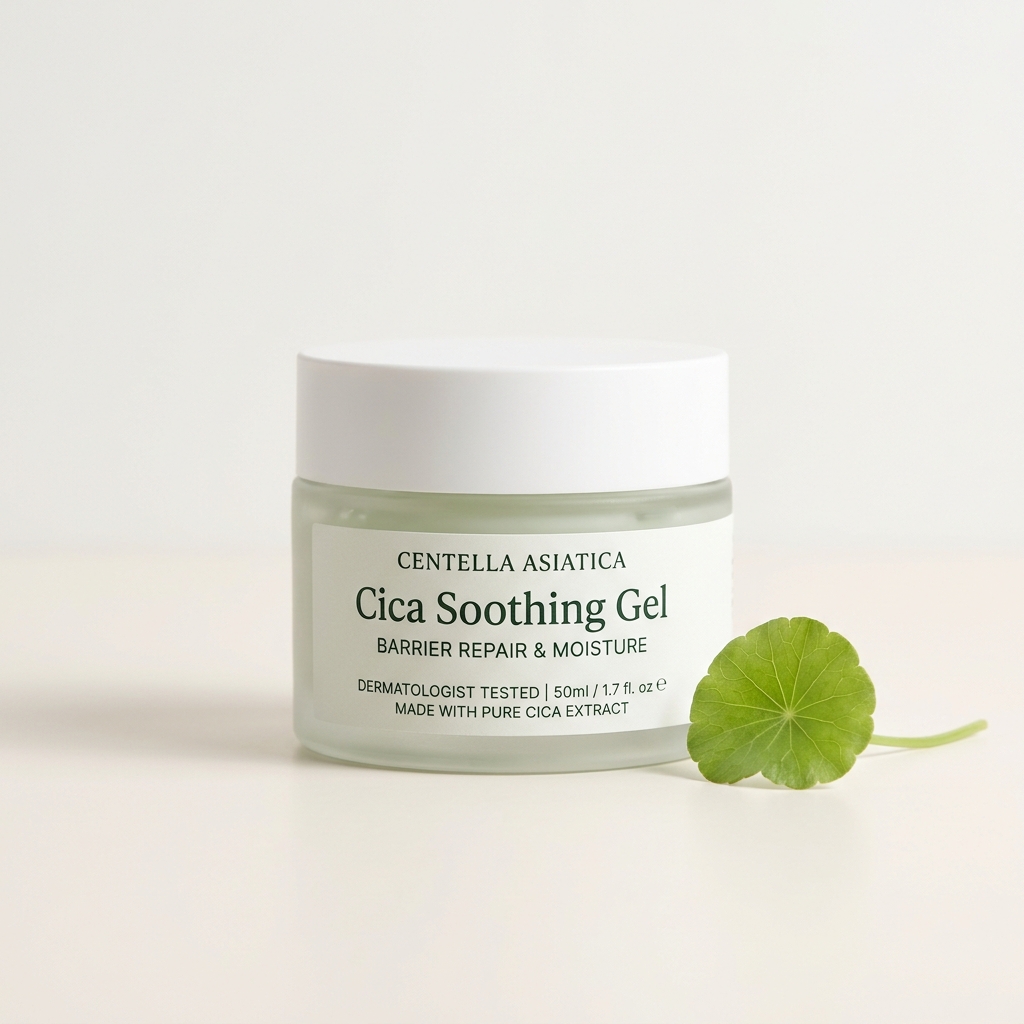 CENTELLA ASIATICA
Cica Soothing Gel
BARRIER REPAIR & MOISTURE
DERMATOLOGIST TESTED | 50ml / 1.7 fl. oz ℮
MADE WITH PURE CICA EXTRACT